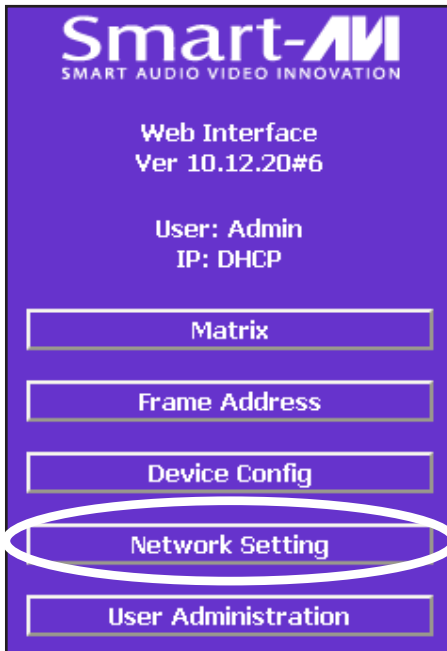 Smart-AVI
SMART AUDIO VIDEO INNOVATION
Web Interface
Ver 10.12.20#6
User: Admin
IP: DHCP
Matrix
Frame Address
Device Config
Network Setting
User Administration